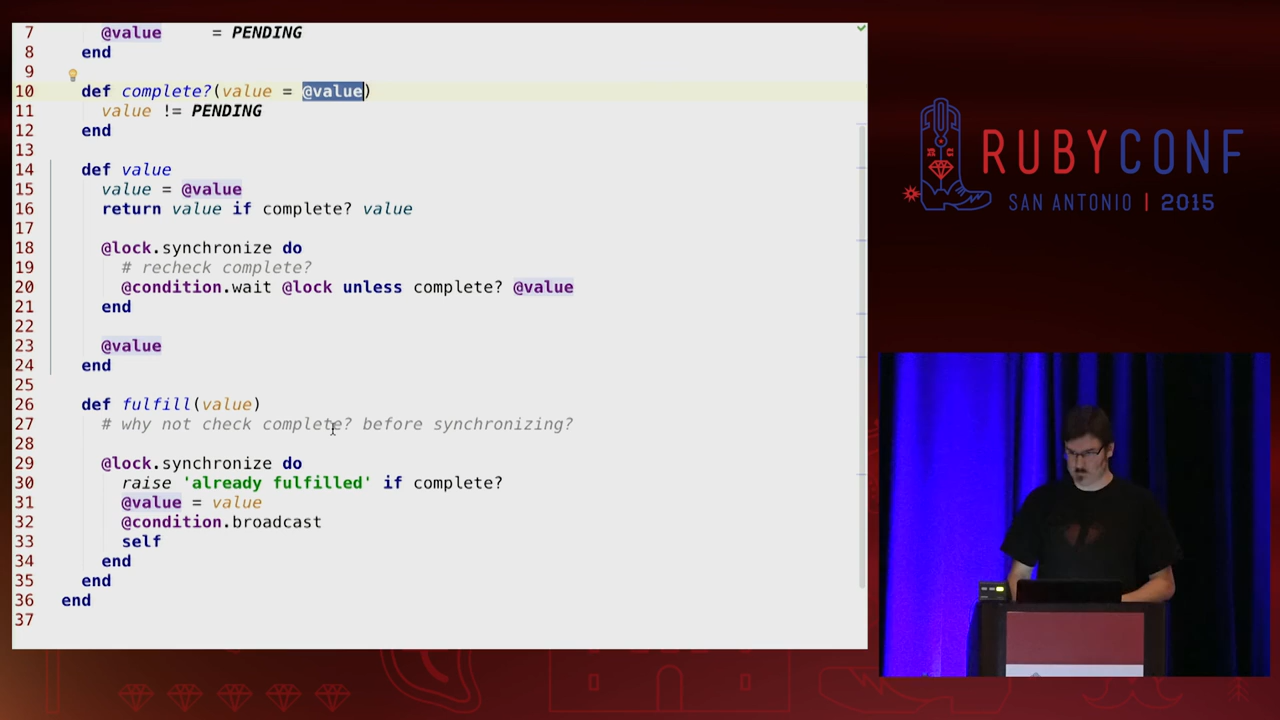 7 @value = PENDING
8 end
9
10 def complete?(value = @value)
11 value != PENDING
12 end
13
14 def value
15 value = @value
16 return value if complete? value
17
18 @lock.synchronize do
19 # recheck complete?
20 @condition.wait @lock unless complete? @value
21 end
22
23 @value
24 end
25
26 def fulfill(value)
27 # why not check complete? before synchronizing?
28
29 @lock.synchronize do
30 raise 'already fulfilled' if complete?
31 @value = value
32 @condition.broadcast
33 self
34 end
35 end
36 end
37
RUBYCONF
SAN ANTONIO | 2015